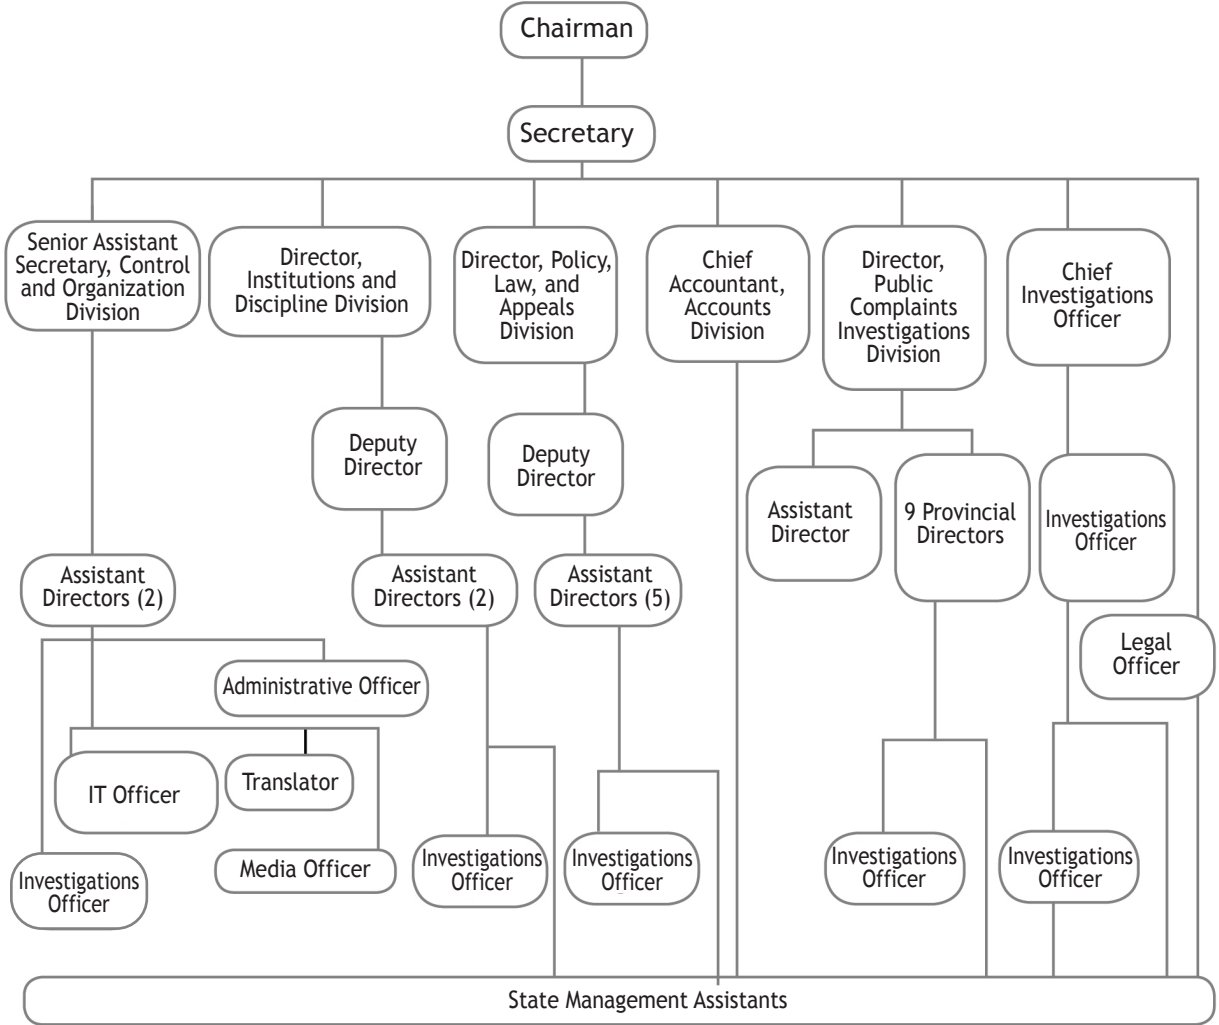 Chairman
Secretary
Senior Assistant
Secretary, Control
and Organization
Division
Director,
Institutions and
Discipline Division
Director, Policy,
Law, and
Appeals
Division
Chief
Accountant,
Accounts
Division
Director,
Public
Complaints
Investigations
Division
Chief
Investigations
Officer
Deputy
Director
Deputy
Director
Assistant
Director
9 Provincial
Directors
Investigations
Officer
Assistant
Directors (2)
Assistant
Directors (2)
Assistant
Directors (5)
Legal
Officer
Administrative Officer
IT Officer
Translator
Media Officer
Investigations
Officer
Investigations
Officer
Investigations
Officer
Investigations
Officer
Investigations
Officer
State Management Assistants